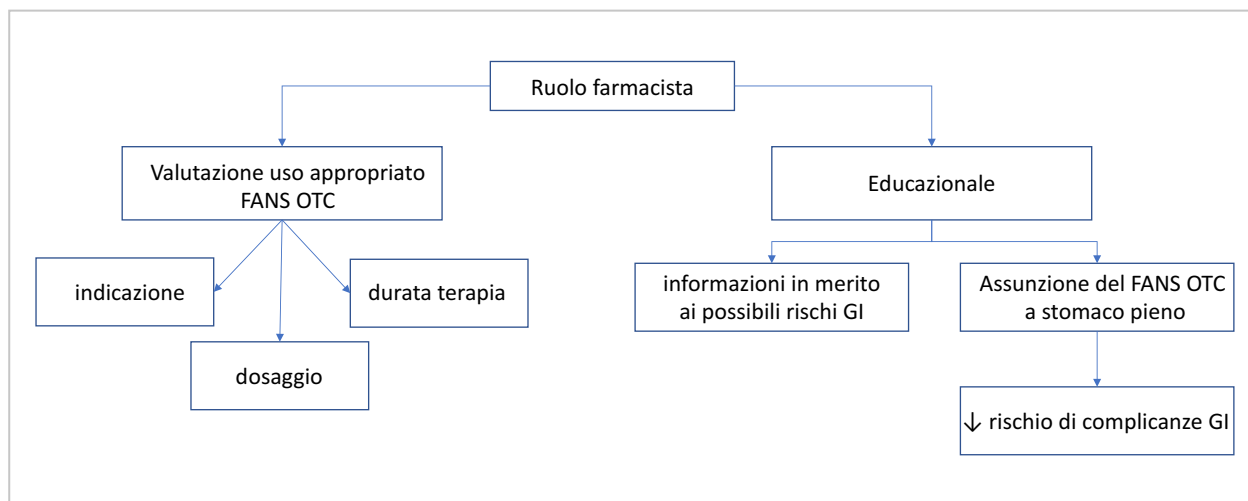 Ruolo farmacista
Valutazione uso appropriato
FANS OTC
Educazionale
indicazione
durata terapia
dosaggio
informazioni in merito
ai possibili rischi GI
Assunzione del FANS OTC
a stomaco pieno
↓ rischio di complicanze GI